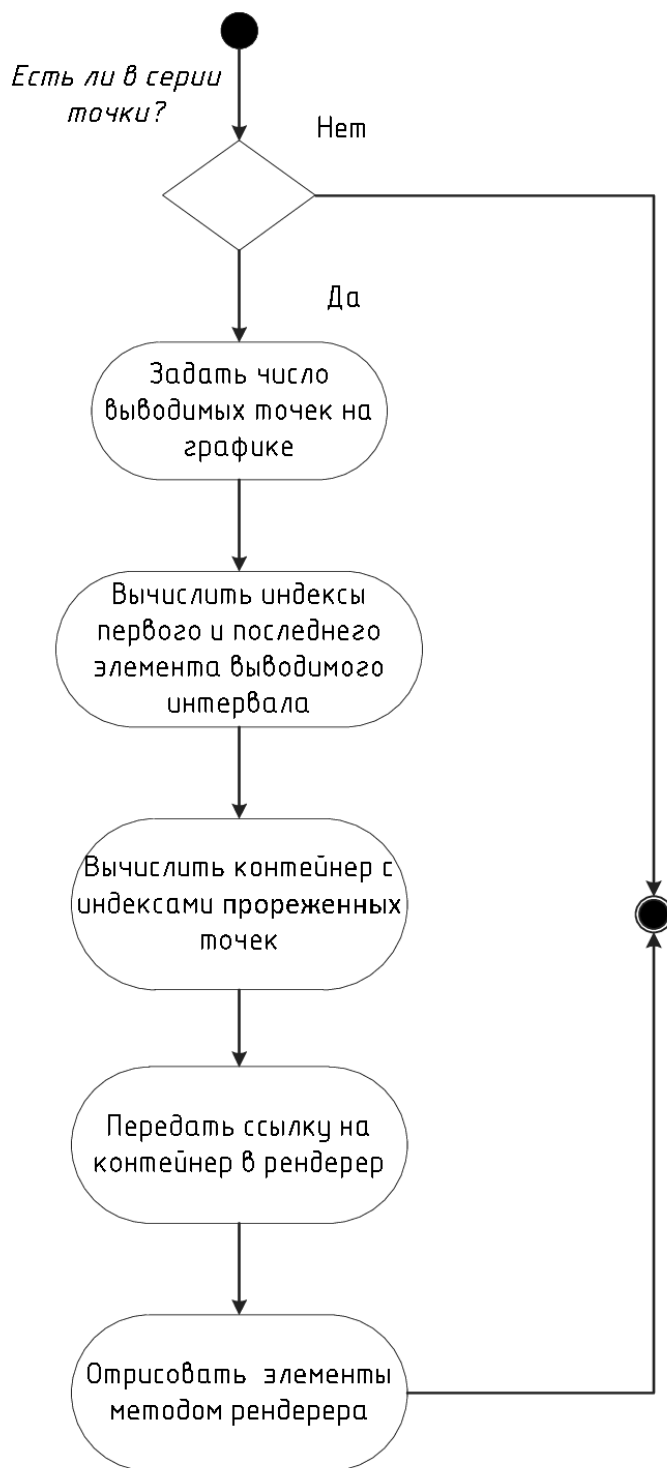 Есть ли в серии
точки?
Нет
Да
Задать число
выводимых точек на
графике
Вычислить индексы
первого и последнего
элемента выводимого
интервала
Вычислить контейнер с
индексами прореженных
точек
Передать ссылку на
контейнер в рендерер
Отрисовать элементы
методом рендерера